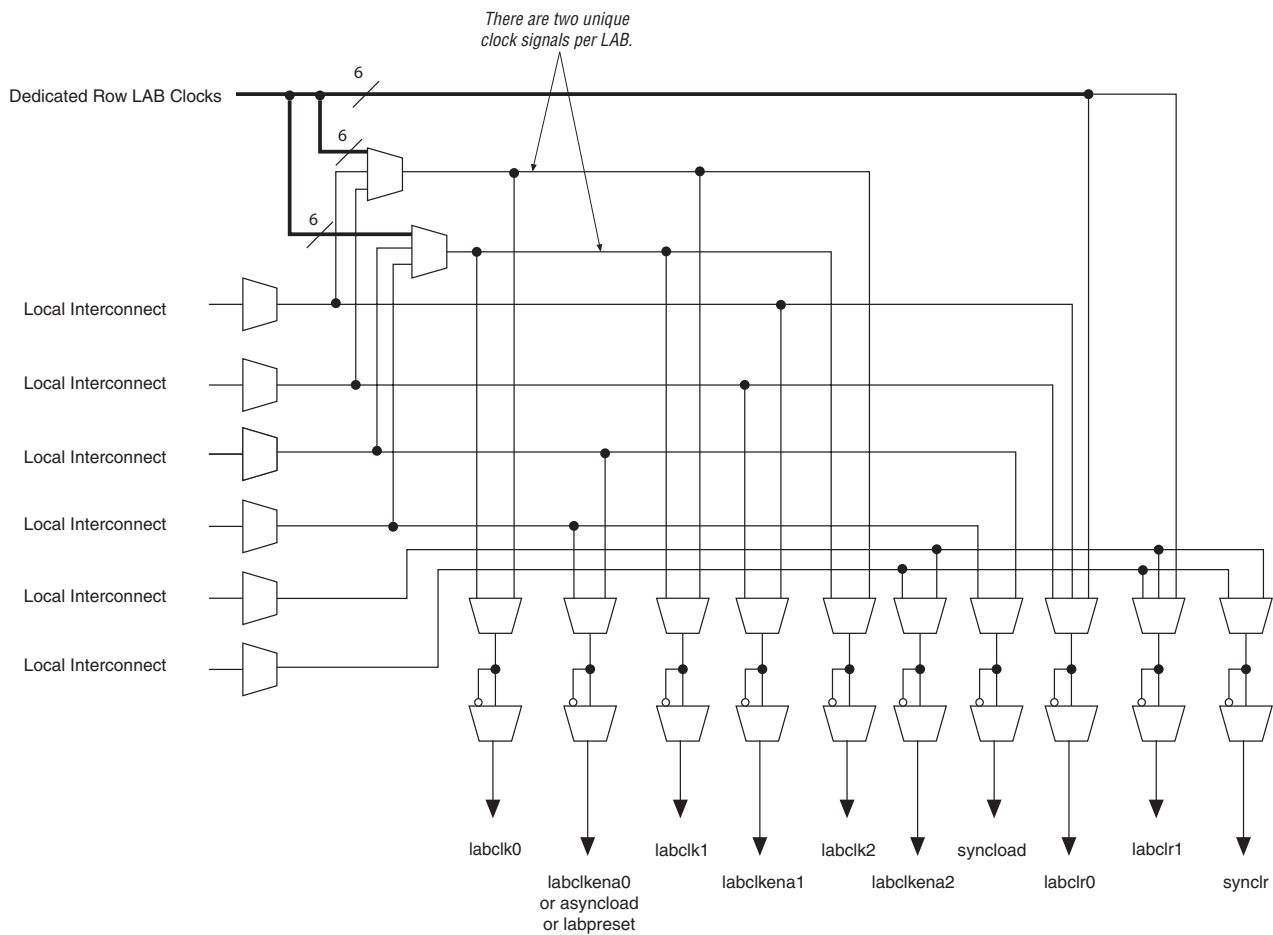 There are two unique
clock signals per LAB.
6
Dedicated Row LAB Clocks
6
6
Local Interconnect
Local Interconnect
Local Interconnect
Local Interconnect
Local Interconnect
Local Interconnect
labclk0
labclk1
labclk2
syncload
labclr1
labclkena0
or asyncload
or labpreset
labclkena1
labclkena2
labclr0
synclr